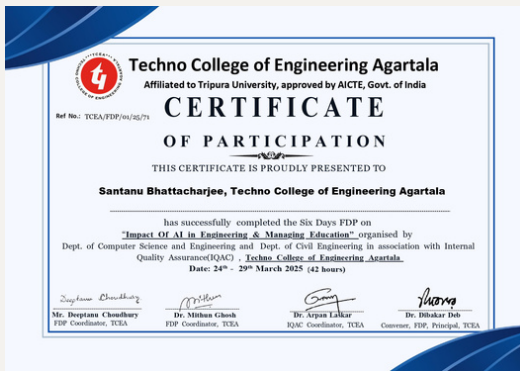 Techno College of Engineering Agartala
Affiliated to Tripura University, approved by AICTE, Govt. of India
CERTIFICATE
Ref No.: TCEA/FDP/01/25/71
OF PARTICIPATION
THIS CERTIFICATE IS PROUDLY PRESENTED TO
Santanu Bhattacharjee, Techno College of Engineering Agartala
has successfully completed the Six Days FDP on
"Impact Of AI in Engineering & Managing Education" organised by
Dept. of Computer Science and Engineering and Dept. of Civil Engineering in association with Internal
Quality Assurance(IQAC) , Techno College of Engineering Agartala
Date: 24th - 29th March 2025 (42 hours)
Deeptanu Choudhury
Mithun
Mr. Deeptanu Choudhury
FDP Coordinator, TCEA
Dr. Mithun Ghosh
FDP Coordinator, TCEA
Dr. Arpan Laskar
IQAC Coordinator, TCEA
Dr. Dibakar Deb
Convener, FDP, Principal, TCEA